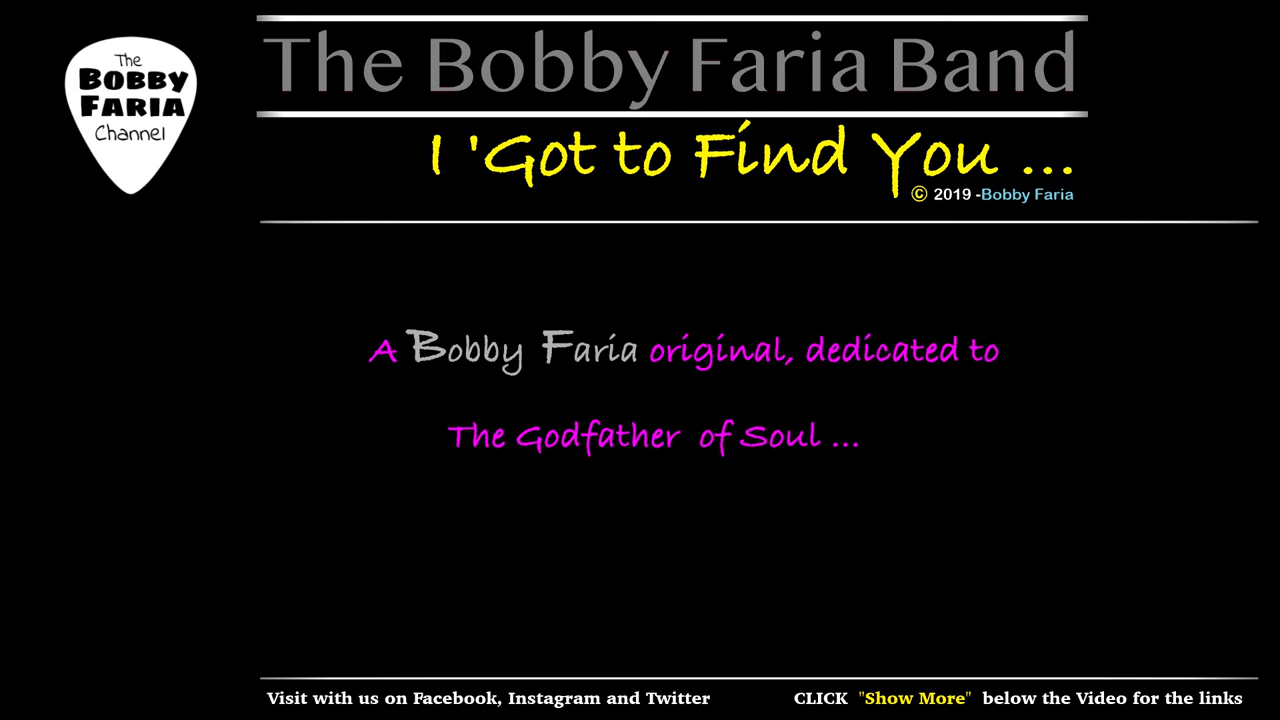 The
BOBBY
FARIA
Channel
The Bobby Faria Band
I 'Got to Find You ...
© 2019 -Bobby Faria
A Bobby Faria original, dedicated to
The Godfather of Soul ...
Visit with us on Facebook, Instagram and Twitter
CLICK "Show More" below the Video for the links